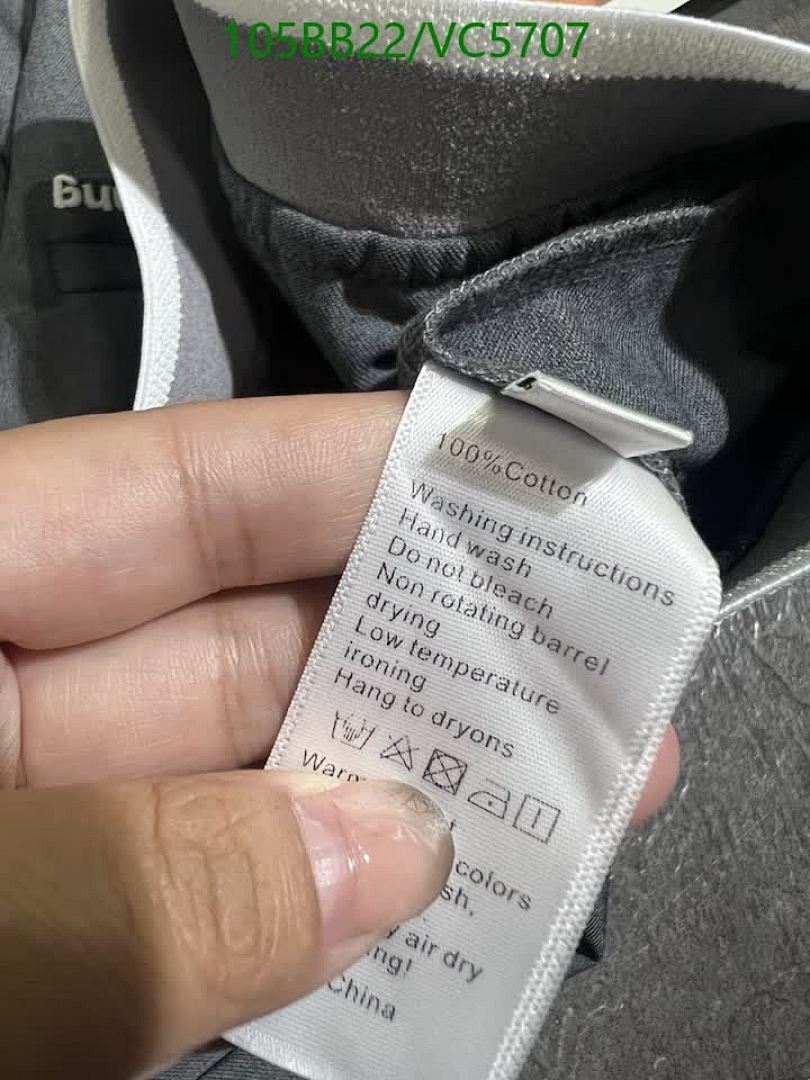 105BB22/VC5707
ang
100%Cotton
Washing instructions
Hand wash
Do not bleach
Non rotating barrel
drying
Low temperature
ironing
Hang to dryons
colors
air dry
China